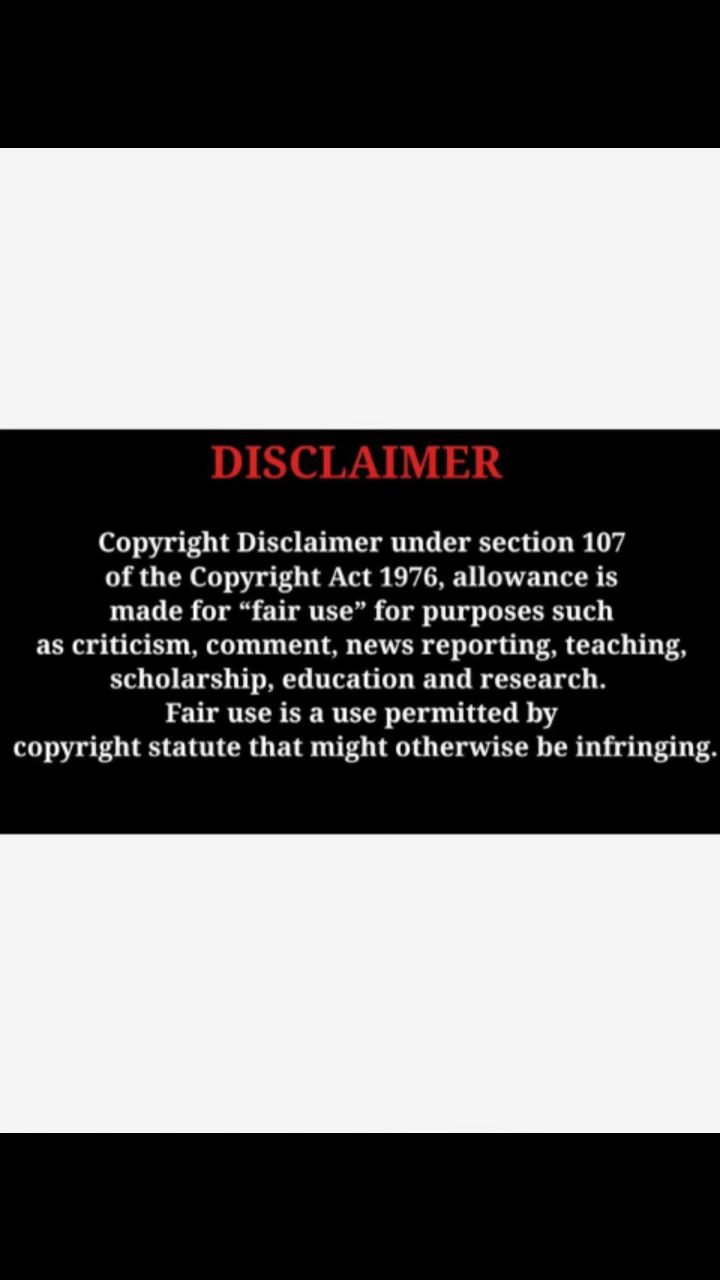 DISCLAIMER
Copyright Disclaimer under section 107
of the Copyright Act 1976, allowance is
made for “fair use” for purposes such
as criticism, comment, news reporting, teaching,
scholarship, education and research.
Fair use is a use permitted by
copyright statute that might otherwise be infringing.